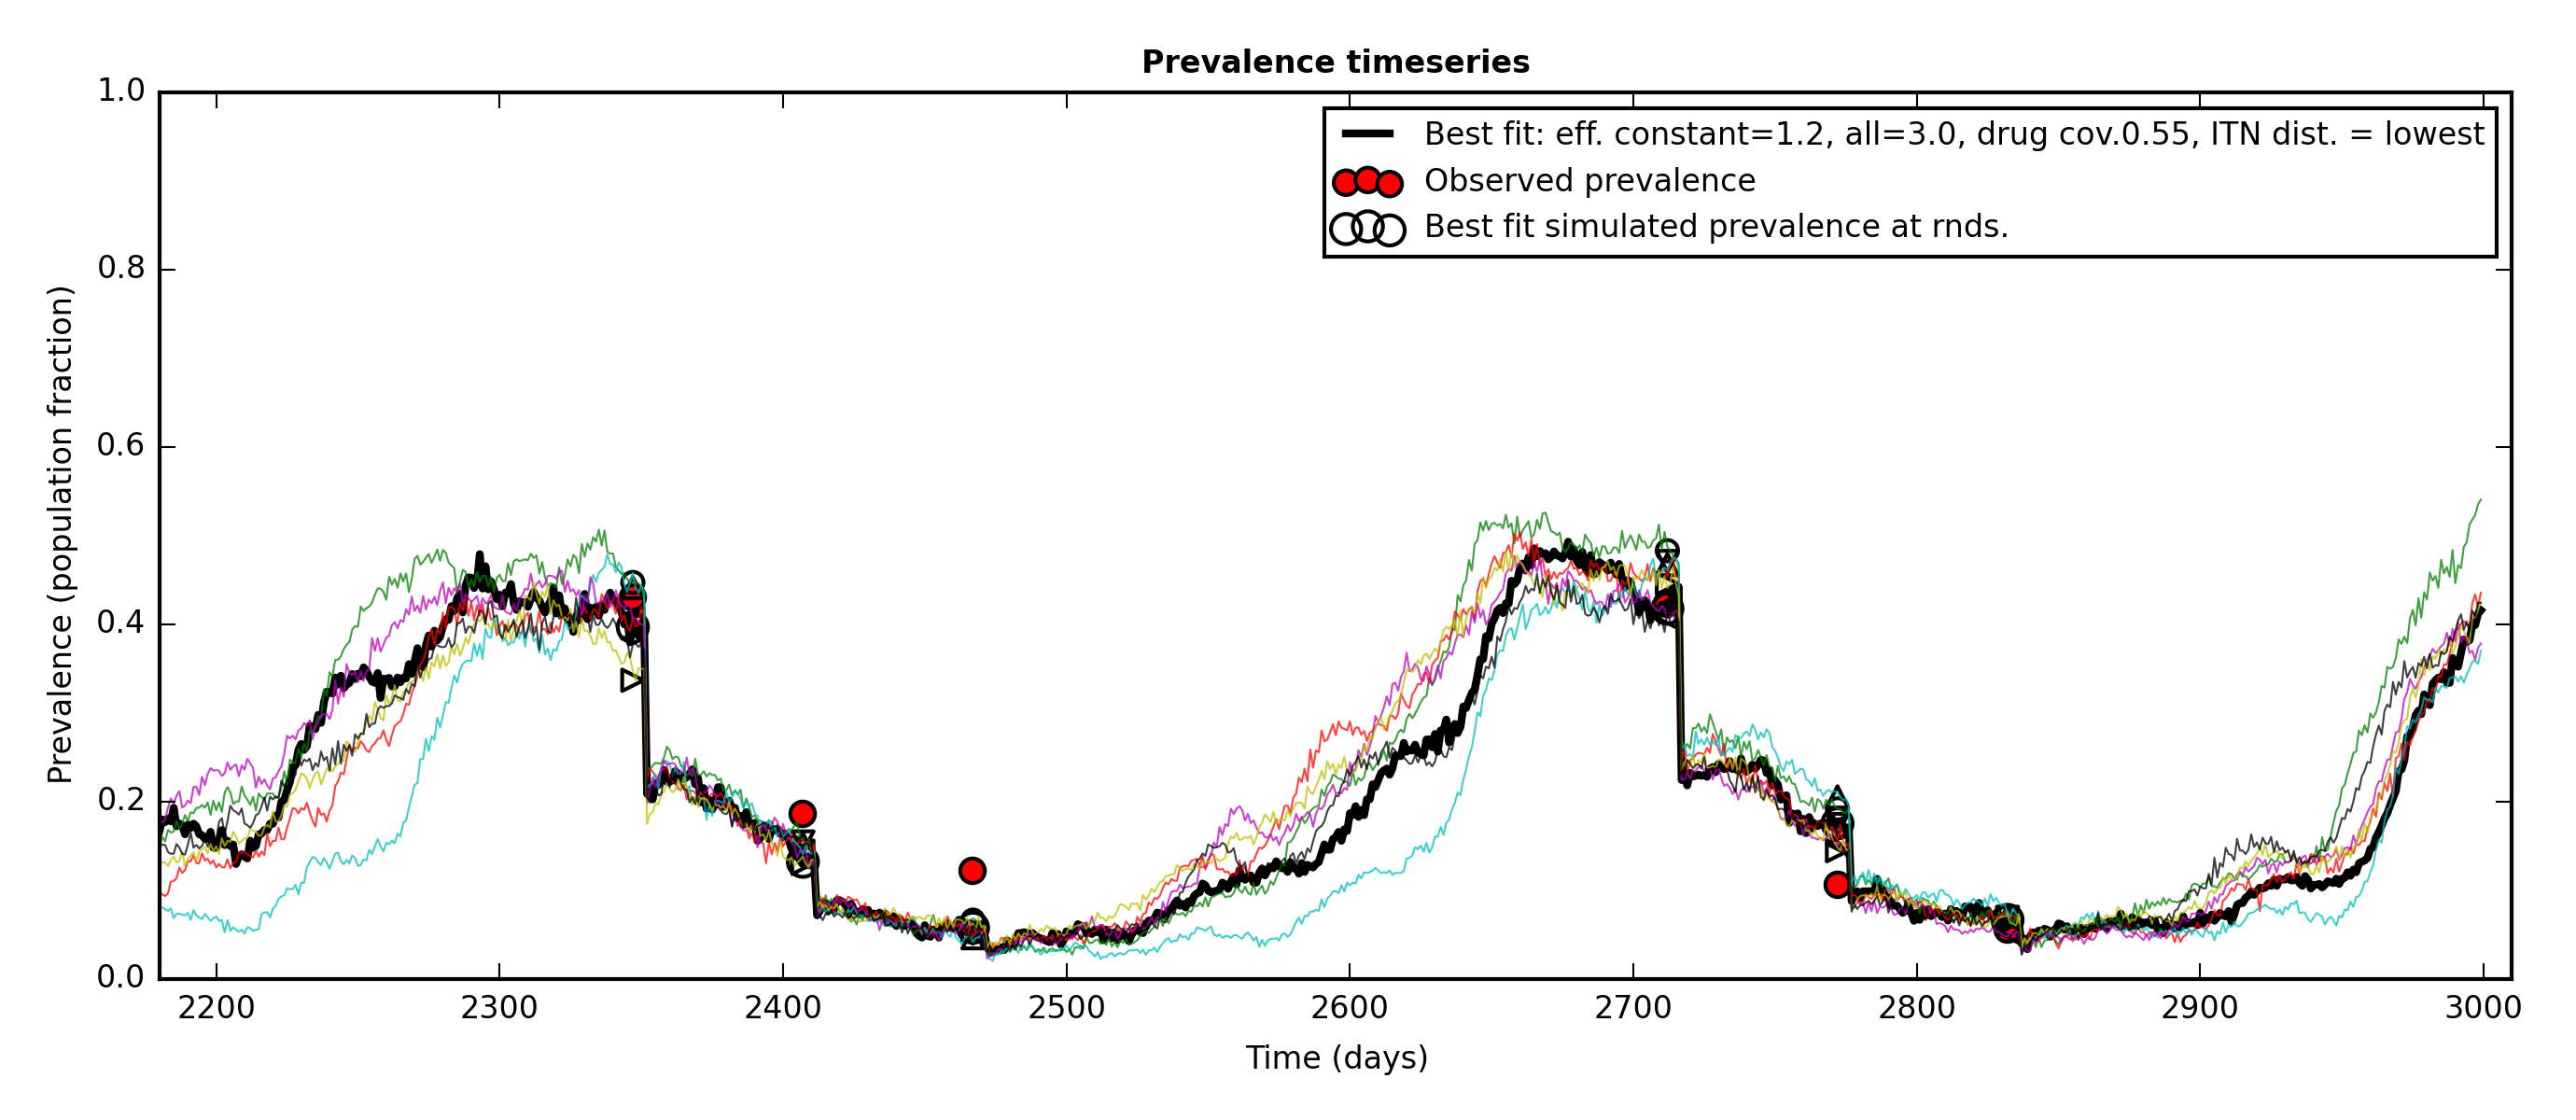 Prevalence timeseries
1.0
0.8
0.6
0.4
0.2
0.0
Prevalence (population fraction)
Best fit: eff. constant=1.2, all=3.0, drug cov.0.55, ITN dist. = lowest
Observed prevalence
Best fit simulated prevalence at rnds.
2200 2300 2400 2500 2600 2700 2800 2900 3000
Time (days)